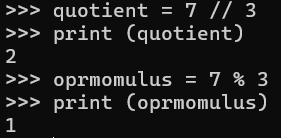 >>> quotient = 7 // 3
>>> print (quotient)
2
>>> oprmomulus = 7 % 3
>>> print (oprmomulus)
1